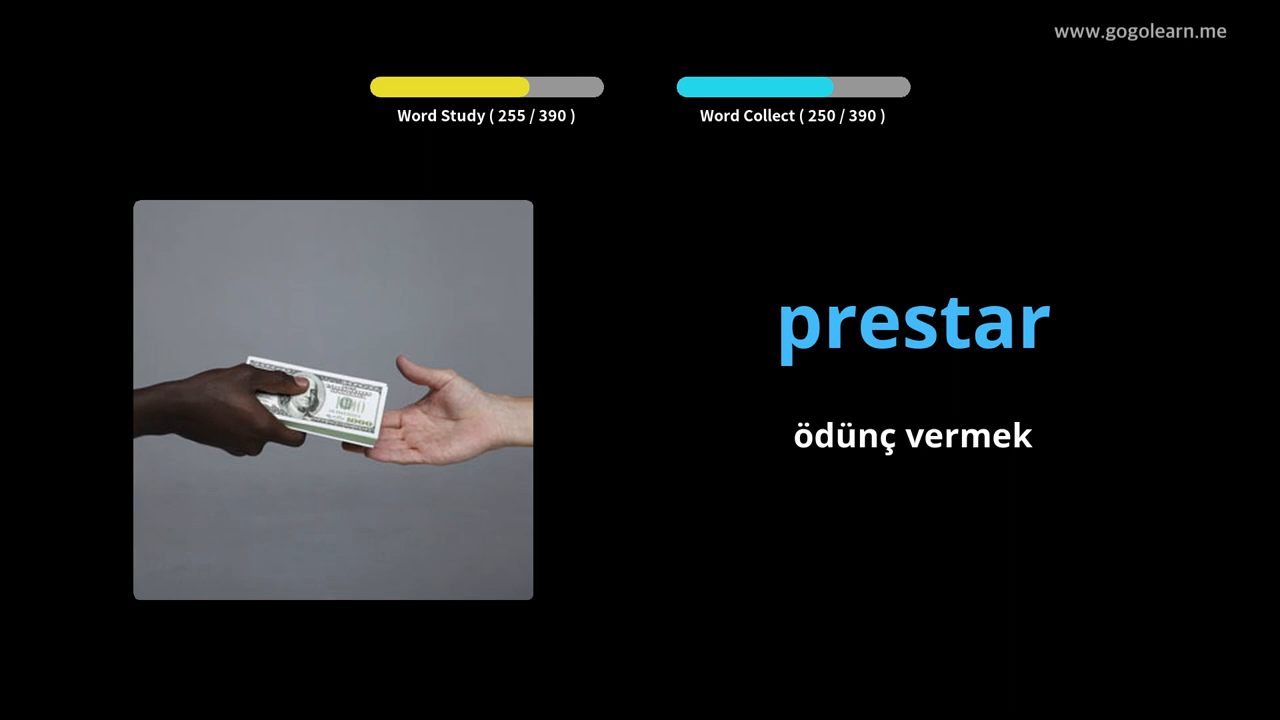 www.gogolearn.me
Word Study ( 255 / 390 )
Word Collect ( 250 / 390 )
prestar
ödünç vermek